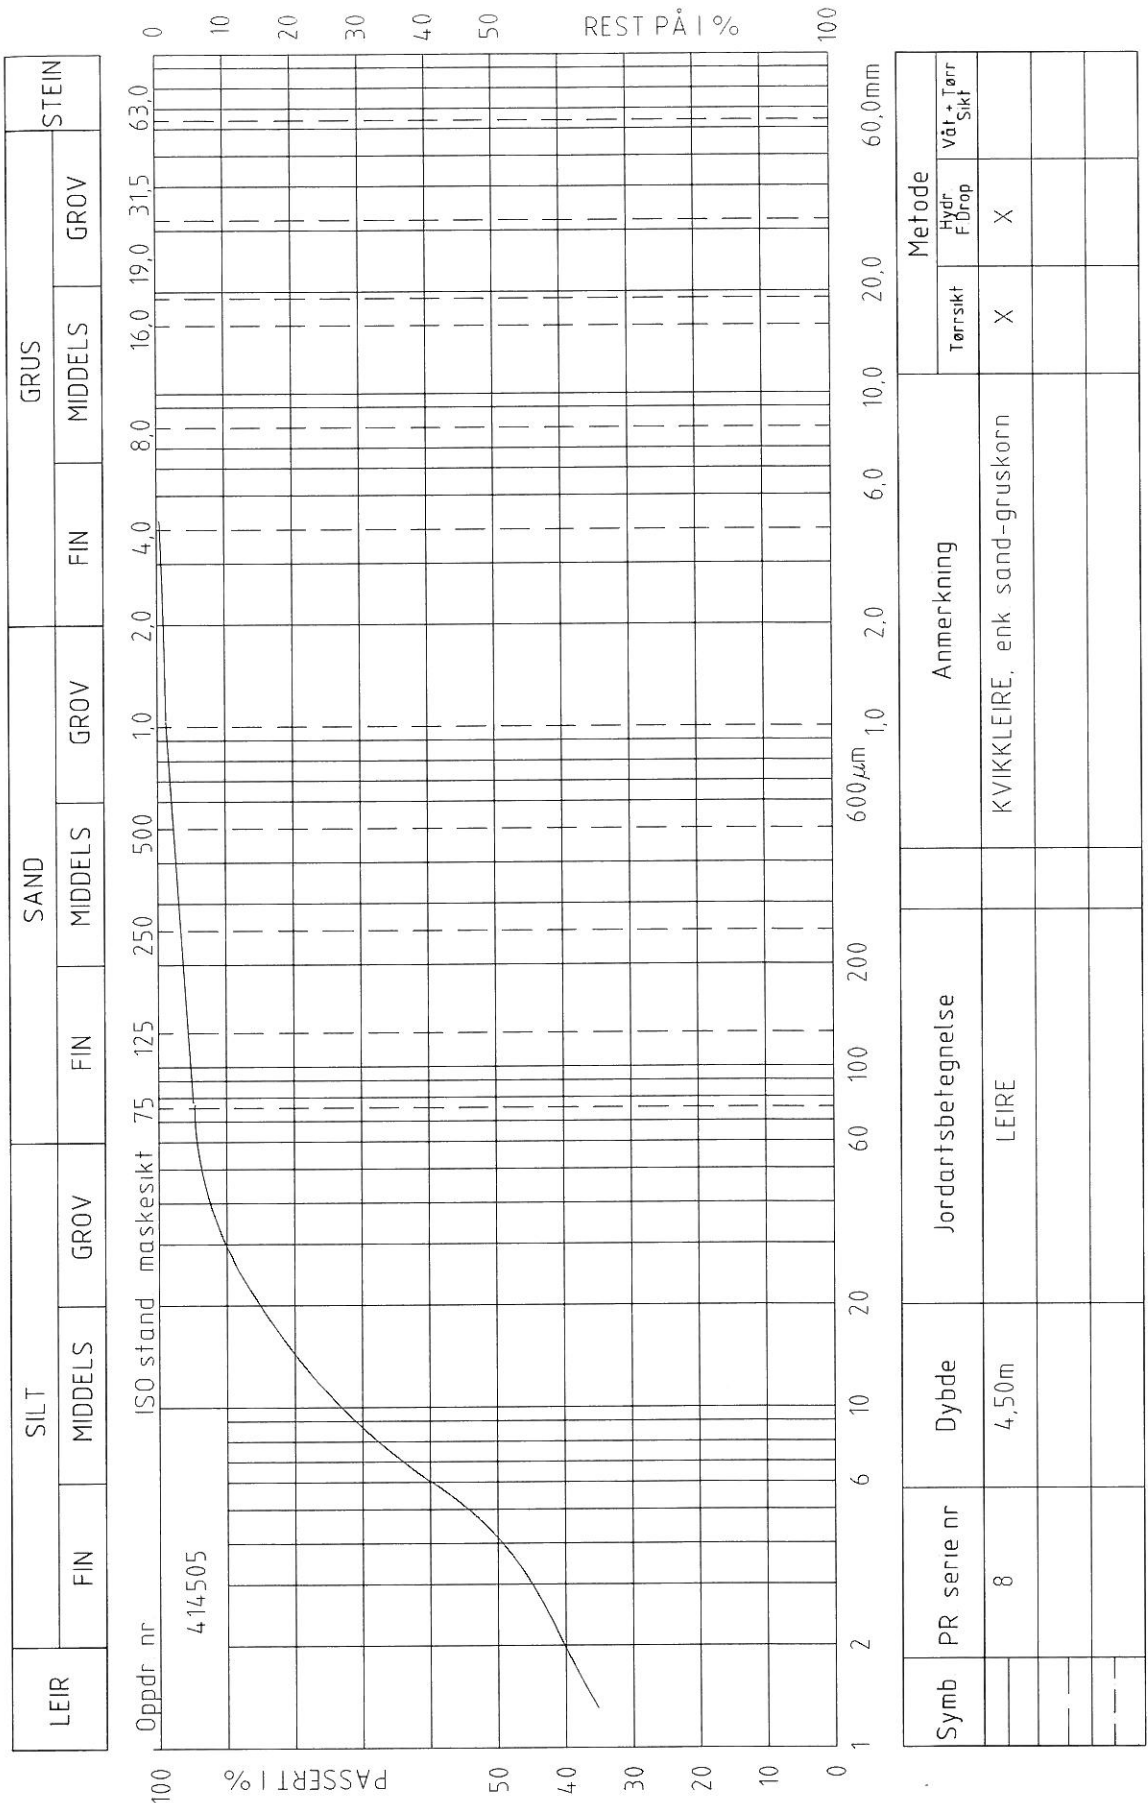 LEIR SILT SAND GRUS STEIN
FIN MIDDELS GROV FIN MIDDELS GROV FIN MIDDELS GROV
Oppdr nr ISO stand maskesikt 75 125 250 500 1,0 2,0 4,0 8,0 16,0 19,0 31,5 63,0
414505
PASSERT I %
100
50
40
30
20
10
0
REST PÅ I %
0
10
20
30
40
50
100
1 2 6 10 20 60 100 200 600µm 1,0 2,0 6,0 10,0 20,0 60,0mm
Symb PR serie nr Dybde Jordartsbetegnelse Anmerkning Metode
Tørrsikt Hydr F Drop Våt + Tørr Sikt
8 4,50m LEIRE KVIKKLEIRE, enk sand-gruskorn X X